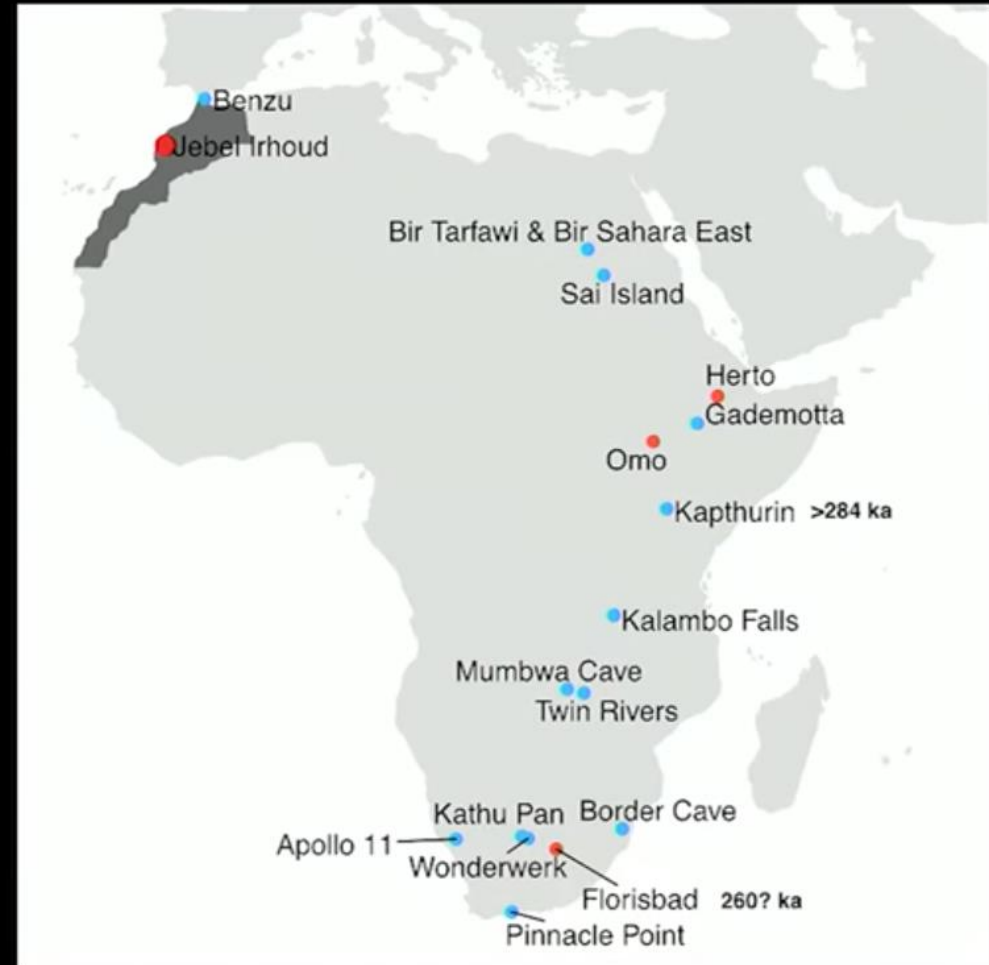 Benzu
Jebel Irhoud
Bir Tarfawi & Bir Sahara East
Sai Island
Herto
Gademotta
Omo
Kapthurin >284 ka
Kalambo Falls
Mumbwa Cave
Twin Rivers
Kathu Pan Border Cave
Apollo 11
Wonderwerk
Florisbad 260? ka
Pinnacle Point